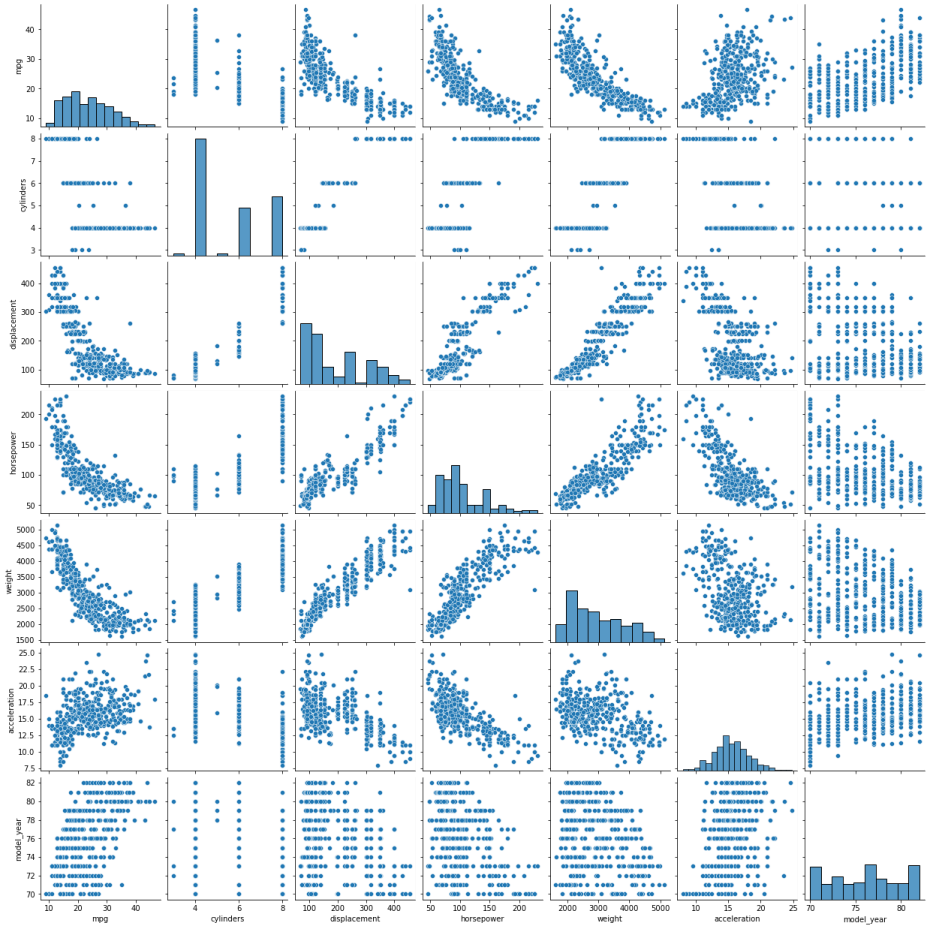 mpg
40
30
20
10
cylinders
8
7
6
5
4
3
displacement
400
300
200
100
horsepower
200
150
100
50
weight
5000
4500
4000
3500
3000
2500
2000
1500
acceleration
25.0
22.5
20.0
17.5
15.0
12.5
10.0
7.5
model_year
82
80
78
76
74
72
70
10 20 30 40
mpg
4 6 8
cylinders
100 200 300 400
displacement
50 100 150 200
horsepower
2000 3000 4000 5000
weight
10 15 20 25
acceleration
70 75 80
model_year